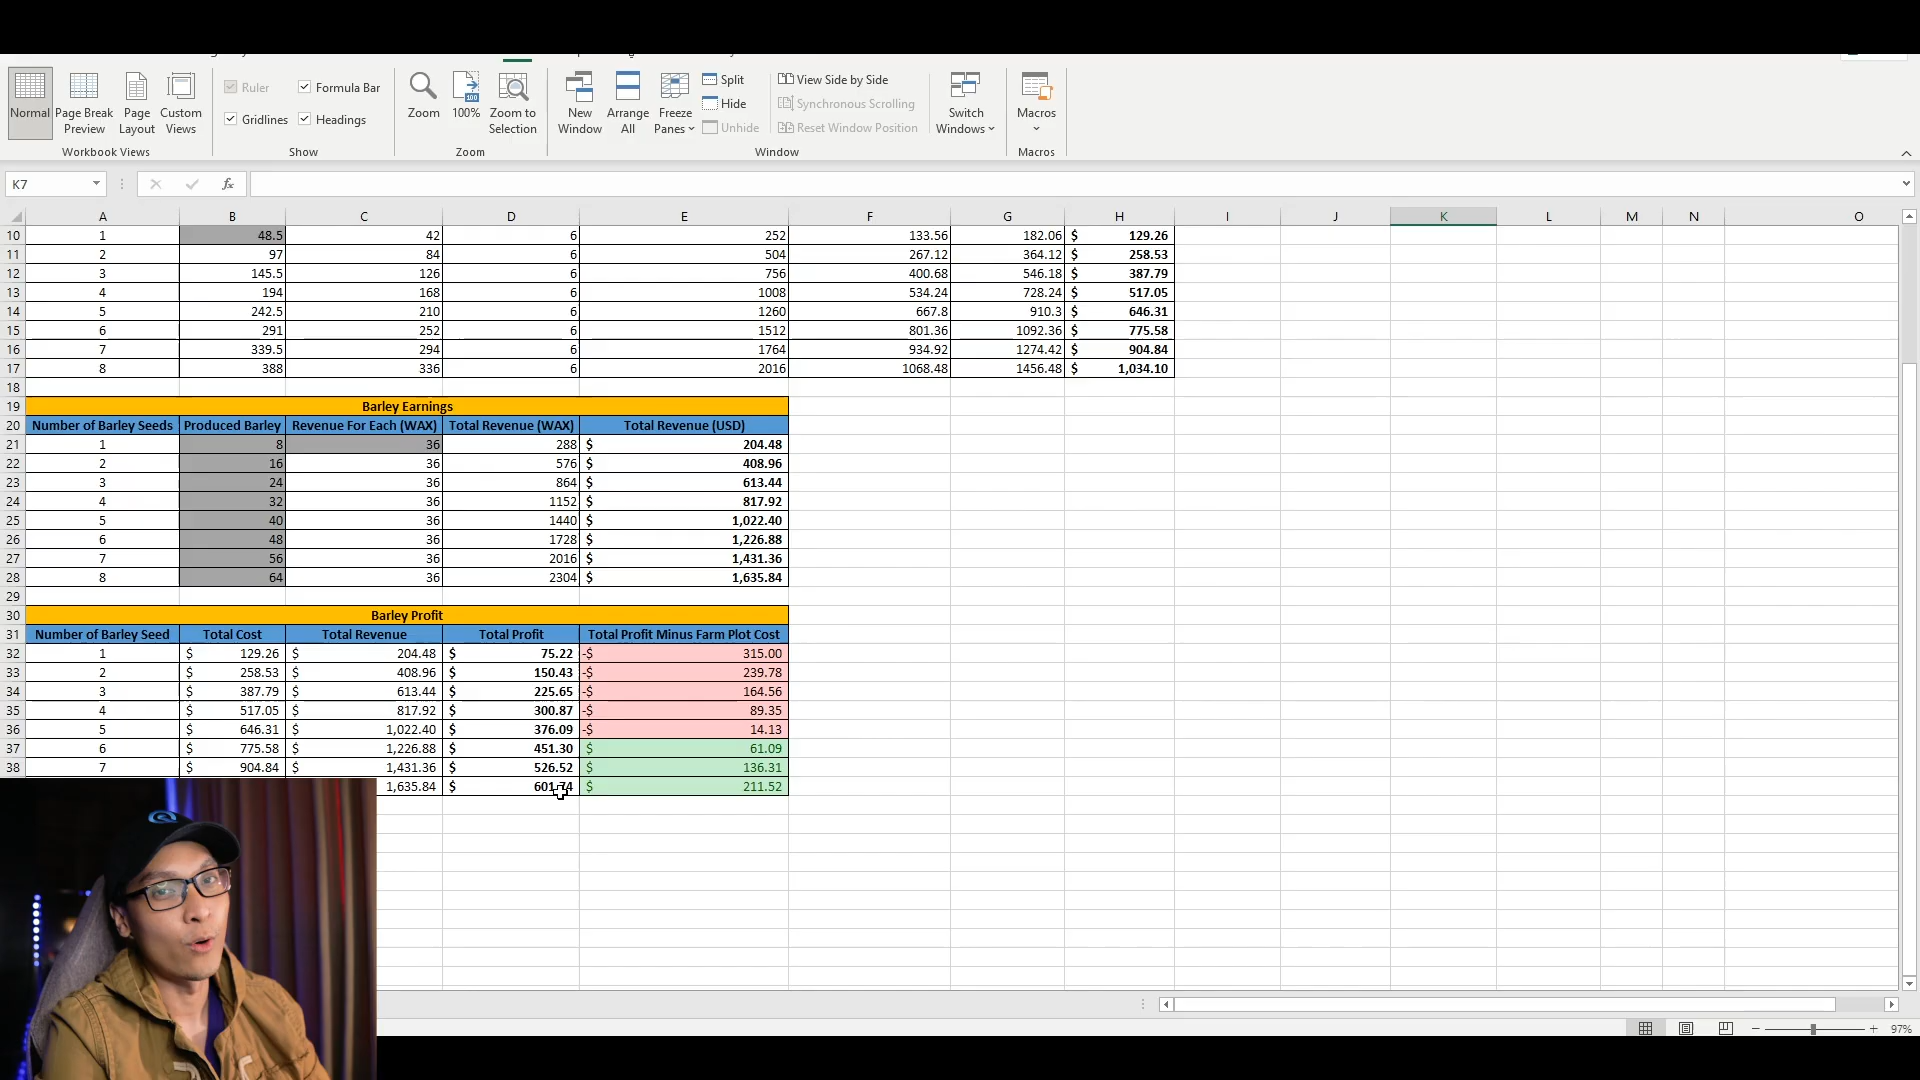 Normal Page Break Preview Page Layout Custom Views
Workbook Views
Ruler Formula Bar
Gridlines Headings
Show
Zoom 100% Zoom to Selection
Zoom
New Window Arrange All Freeze Panes
Split
Hide
Unhide
View Side by Side
Synchronous Scrolling
Reset Window Position
Window
Switch Windows
Macros
Macros
K7 fx
A B C D E F G H I J K L M N O
10 1 48.5 42 6 252 133.56 182.06 $ 129.26
11 2 97 84 6 504 267.12 364.12 $ 258.53
12 3 145.5 126 6 756 400.68 546.18 $ 387.79
13 4 194 168 6 1008 534.24 728.24 $ 517.05
14 5 242.5 210 6 1260 667.8 910.3 $ 646.31
15 6 291 252 6 1512 801.36 1092.36 $ 775.58
16 7 339.5 294 6 1764 934.92 1274.42 $ 904.84
17 8 388 336 6 2016 1068.48 1456.48 $ 1,034.10
18
19 Barley Earnings
20 Number of Barley Seeds Produced Barley Revenue For Each (WAX) Total Revenue (WAX) Total Revenue (USD)
21 1 8 36 288 $ 204.48
22 2 16 36 576 $ 408.96
23 3 24 36 864 $ 613.44
24 4 32 36 1152 $ 817.92
25 5 40 36 1440 $ 1,022.40
26 6 48 36 1728 $ 1,226.88
27 7 56 36 2016 $ 1,431.36
28 8 64 36 2304 $ 1,635.84
29
30 Barley Profit
31 Number of Barley Seed Total Cost Total Revenue Total Profit Total Profit Minus Farm Plot Cost
32 1 $ 129.26 $ 204.48 $ 75.22 -$ 315.00
33 2 $ 258.53 $ 408.96 $ 150.43 -$ 239.78
34 3 $ 387.79 $ 613.44 $ 225.65 -$ 164.56
35 4 $ 517.05 $ 817.92 $ 300.87 -$ 89.35
36 5 $ 646.31 $ 1,022.40 $ 376.09 -$ 14.13
37 6 $ 775.58 $ 1,226.88 $ 451.30 $ 61.09
38 7 $ 904.84 $ 1,431.36 $ 526.52 $ 136.31
1,635.84 $ 601.74 $ 211.52
97%